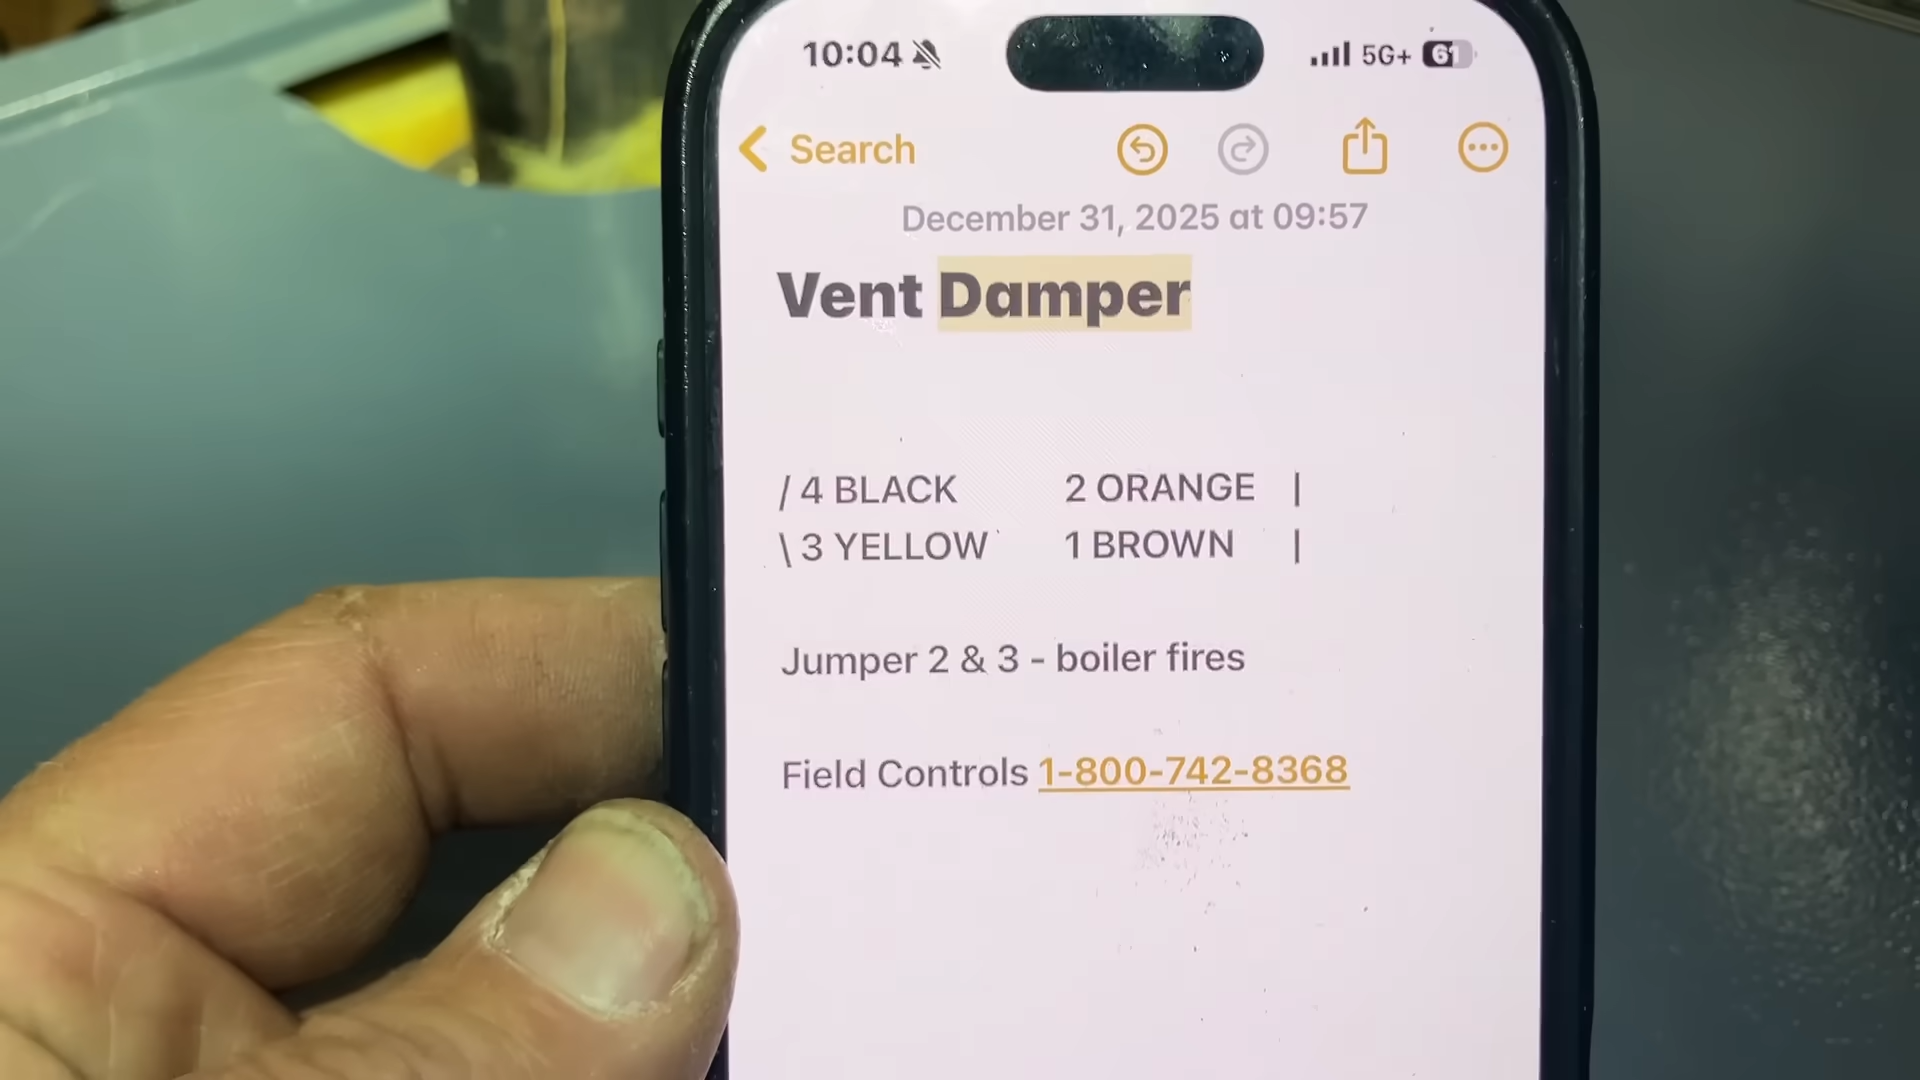 10:04 5G+ 61
Search
December 31, 2025 at 09:57
Vent Damper
/ 4 BLACK 2 ORANGE |
\ 3 YELLOW 1 BROWN |
Jumper 2 & 3 - boiler fires
Field Controls 1-800-742-8368